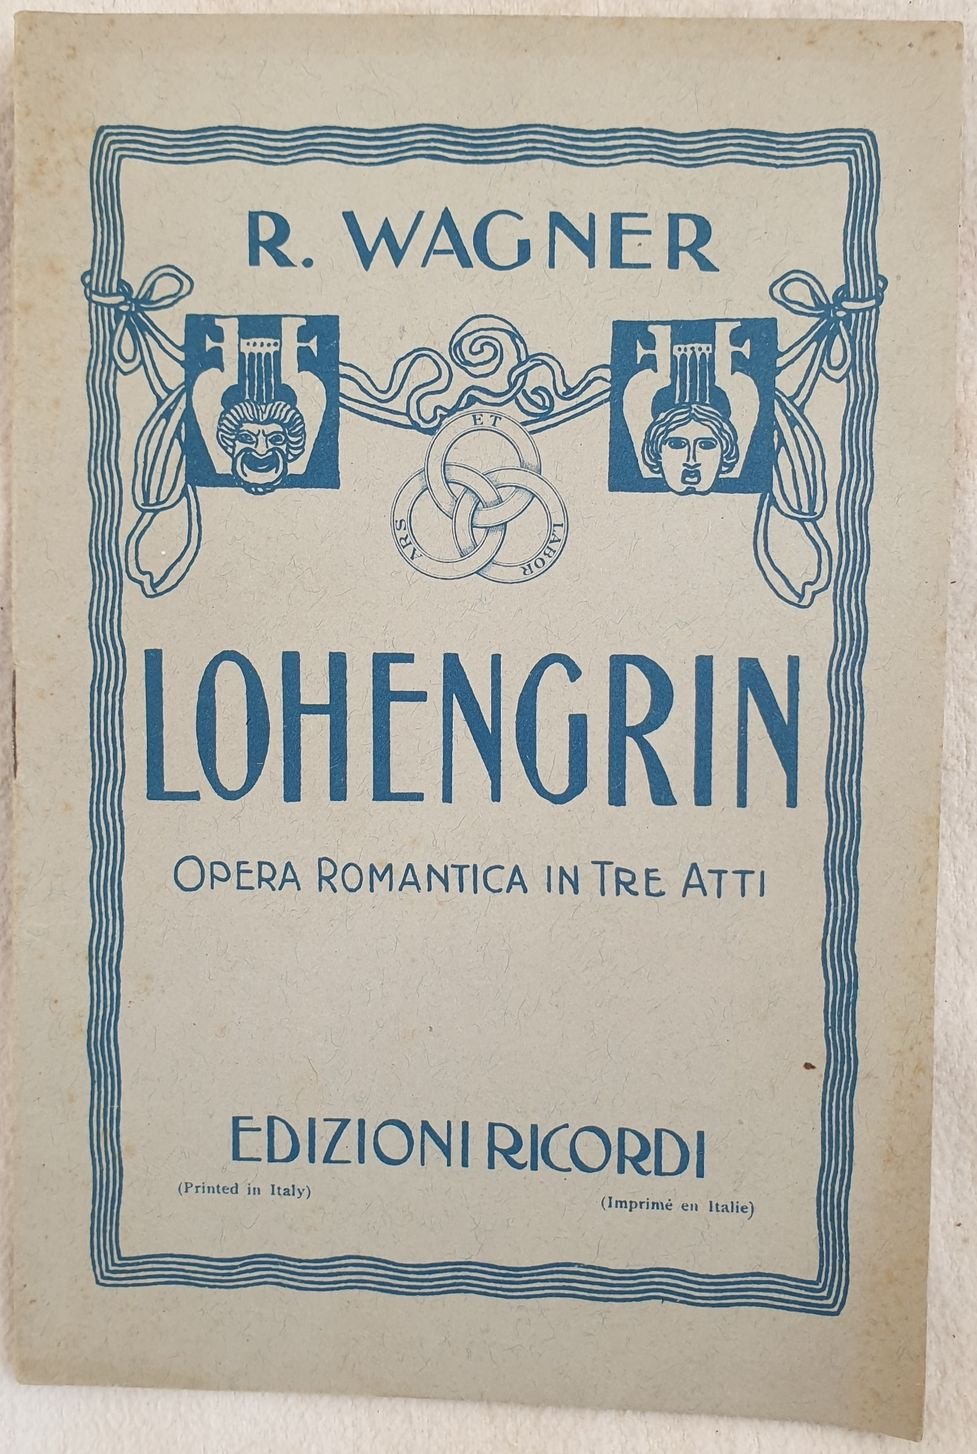 R. WAGNER
ARS ET LABOR
LOHENGRIN
OPERA ROMANTICA IN TRE ATTI
EDIZIONI RICORDI
(Printed in Italy)
(Imprimé en Italie)